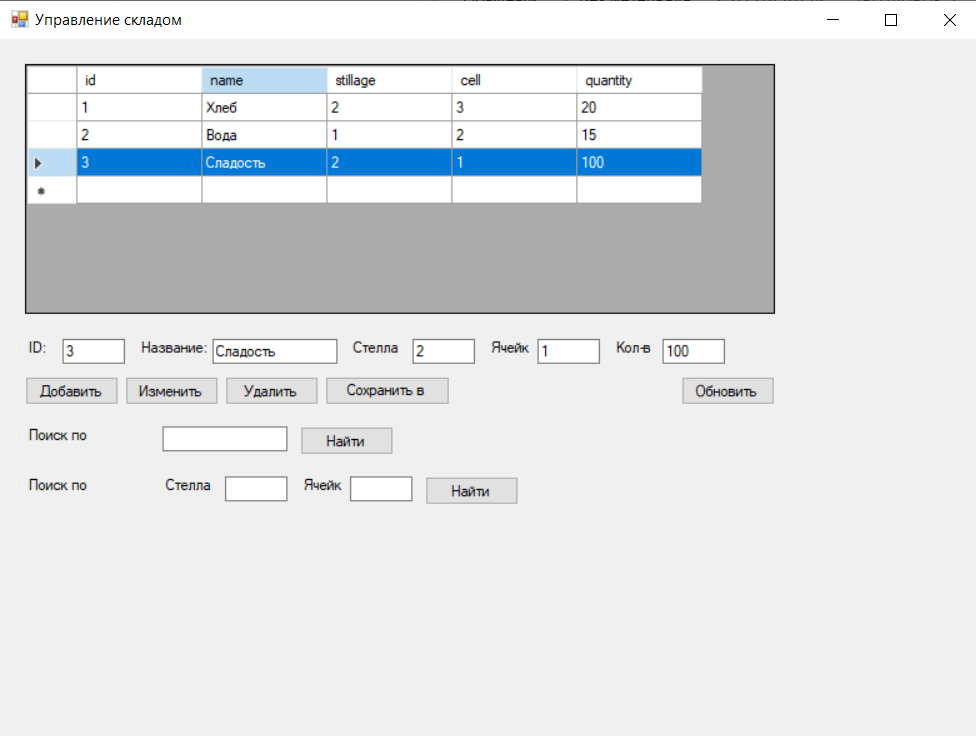 Управление складом
id name stillage cell quantity
1 Хлеб 2 3 20
2 Вода 1 2 15
3 Сладость 2 1 100
ID: 3 Название: Сладость Стелла 2 Ячейк 1 Кол-в 100
Добавить Изменить Удалить Сохранить в Обновить
Поиск по Найти
Поиск по Стелла Ячейк Найти